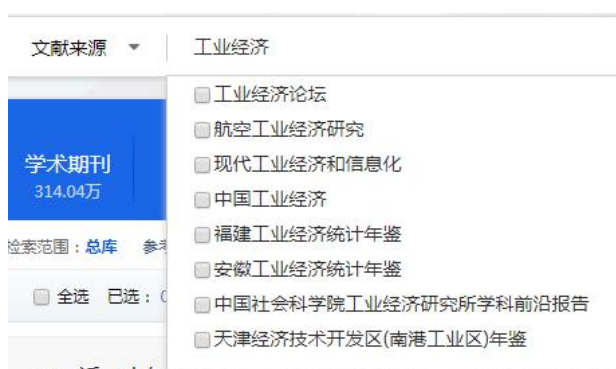 文献来源 工业经济
工业经济论坛
航空工业经济研究
学术期刊
现代工业经济和信息化
314.04万
中国工业经济
福建工业经济统计年鉴
检索范围：总库 参考
安徽工业经济统计年鉴
全选 已选：
中国社会科学院工业经济研究所学科前沿报告
天津经济技术开发区(南港工业区)年鉴